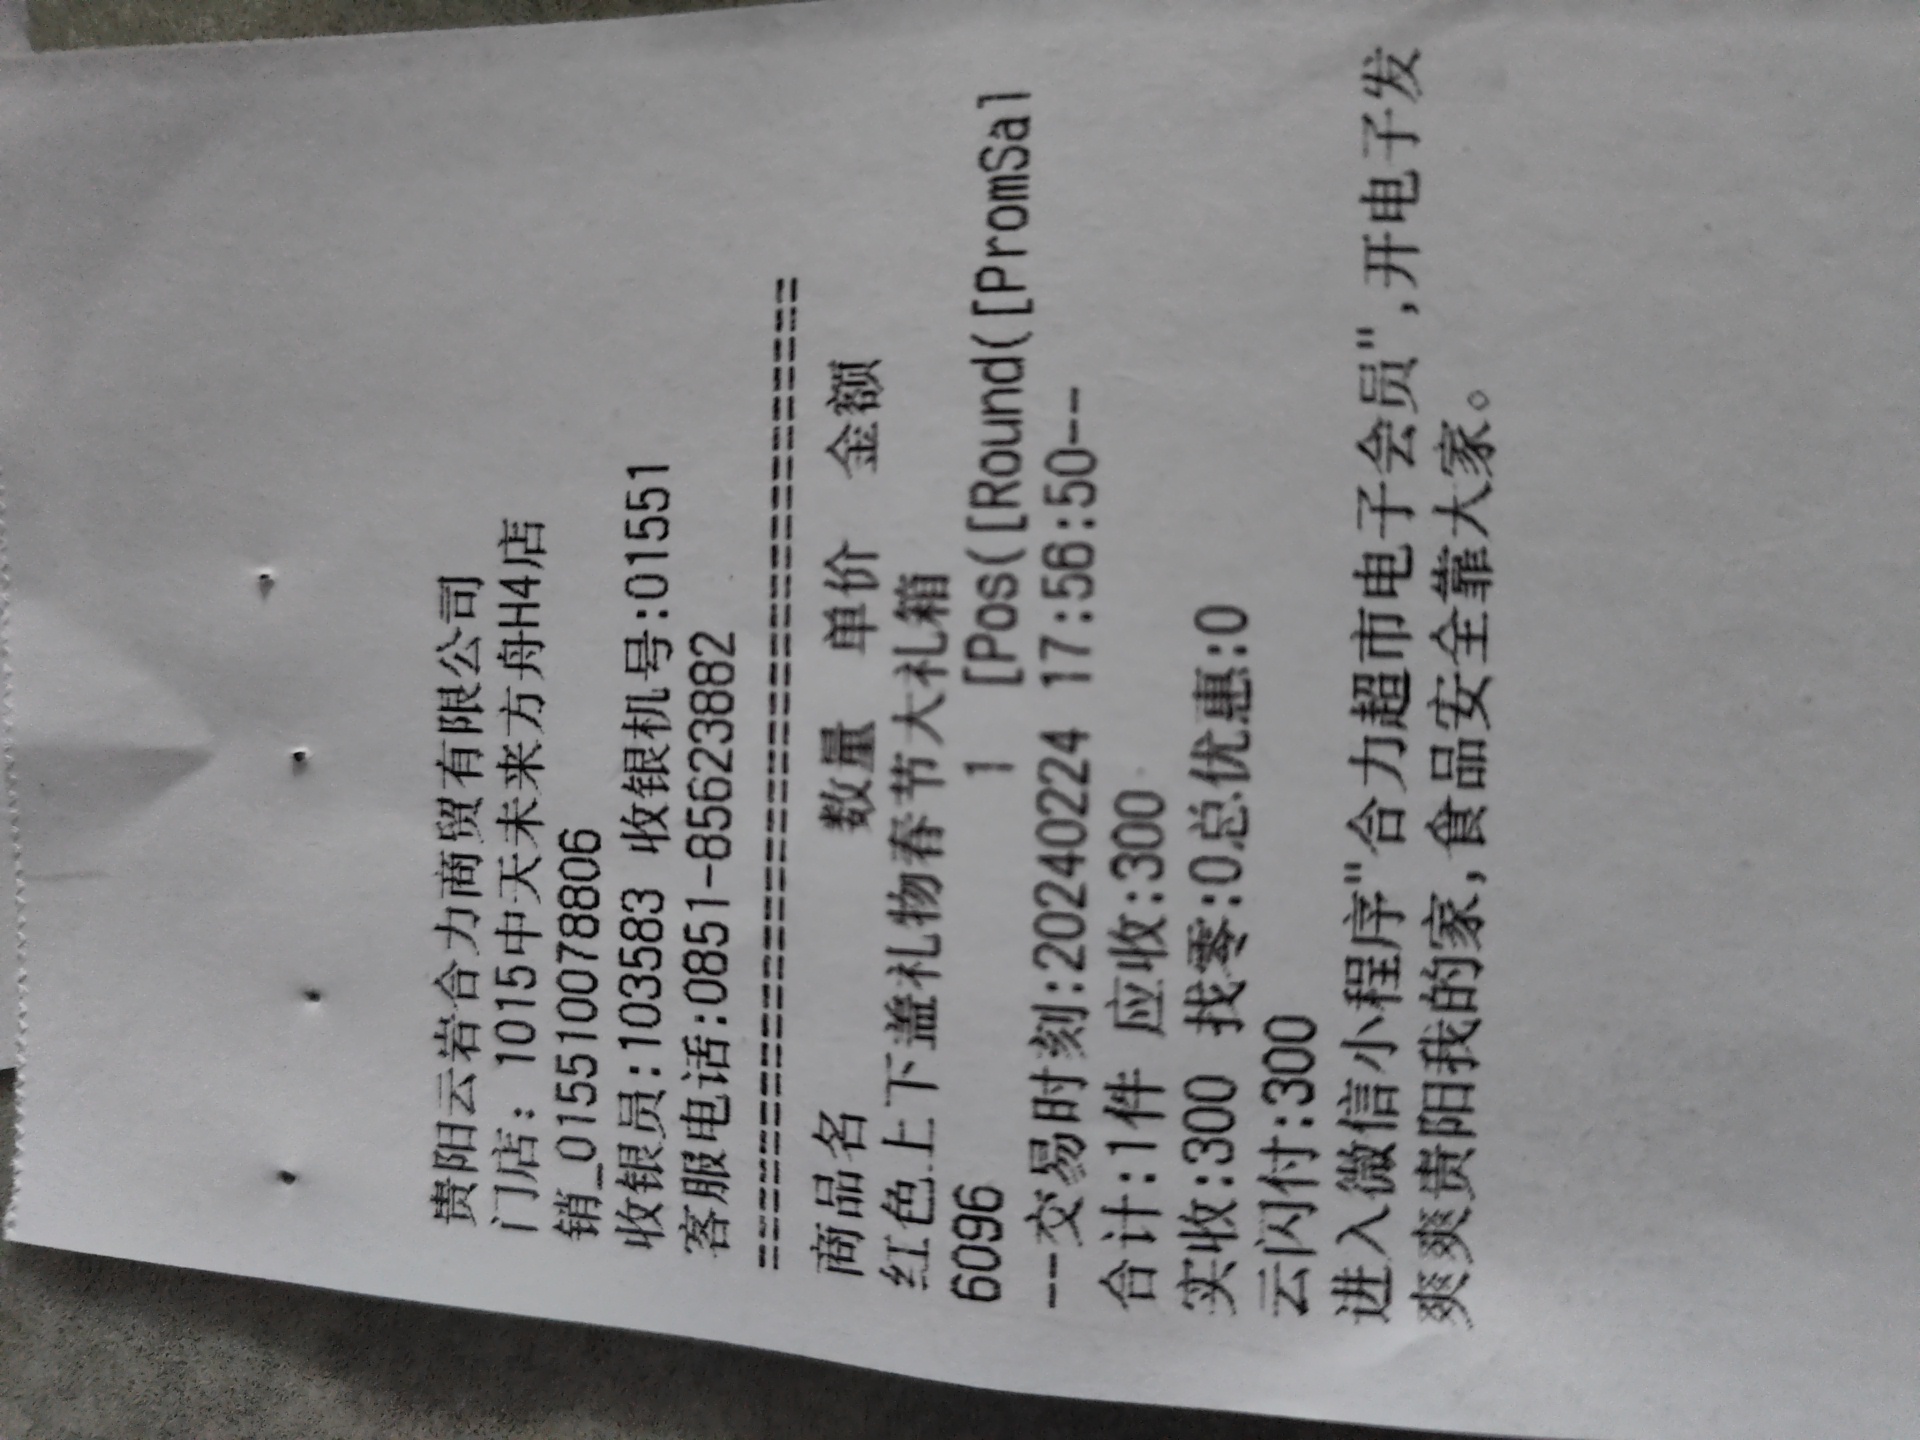 贵阳云岩合力商贸有限公司
门店: 1015中天未来方舟H4店
销_0155100788806
收银员:103583 收银机号:01551
客服电话:0851-85623882
================================
商品名 数量 单价 金额
红色上下盖礼物春节大礼箱
6096 1 [Pos([Round([PromSal
--交易时刻:20240224 17:56:50--
合计:1件 应收:300
实收:300 找零:0总优惠:0
云闪付:300
进入微信小程序"合力超市电子会员",开电子发
爽爽贵阳我的家,食品安全靠大家。